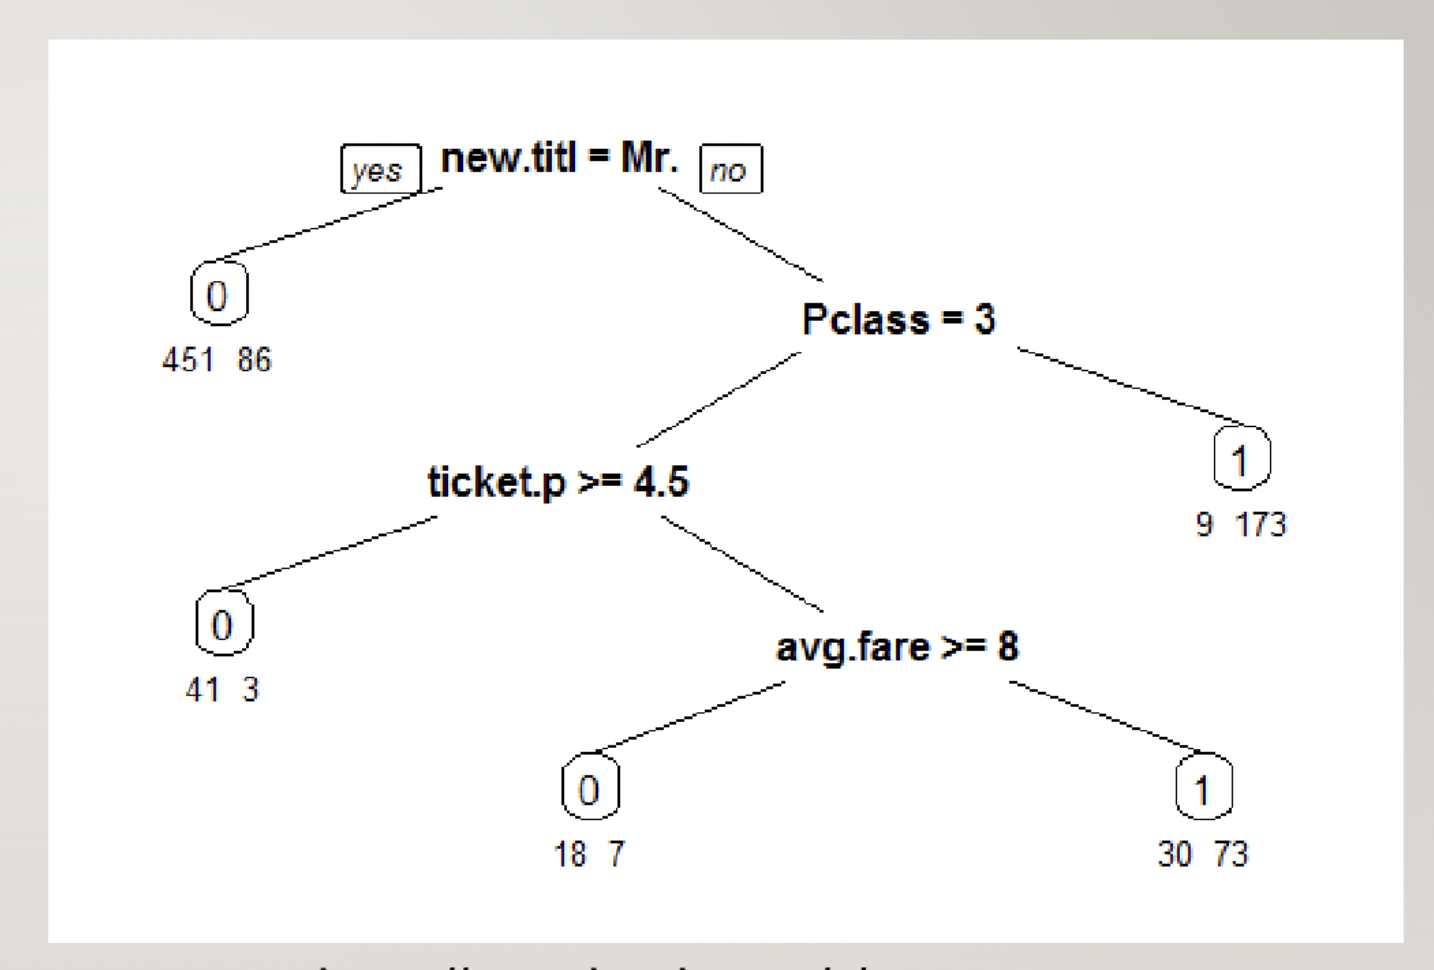 yes new.titl = Mr. no
0
451 86
Pclass = 3
1
9 173
ticket.p >= 4.5
0
41 3
avg.fare >= 8
0
18 7
1
30 73